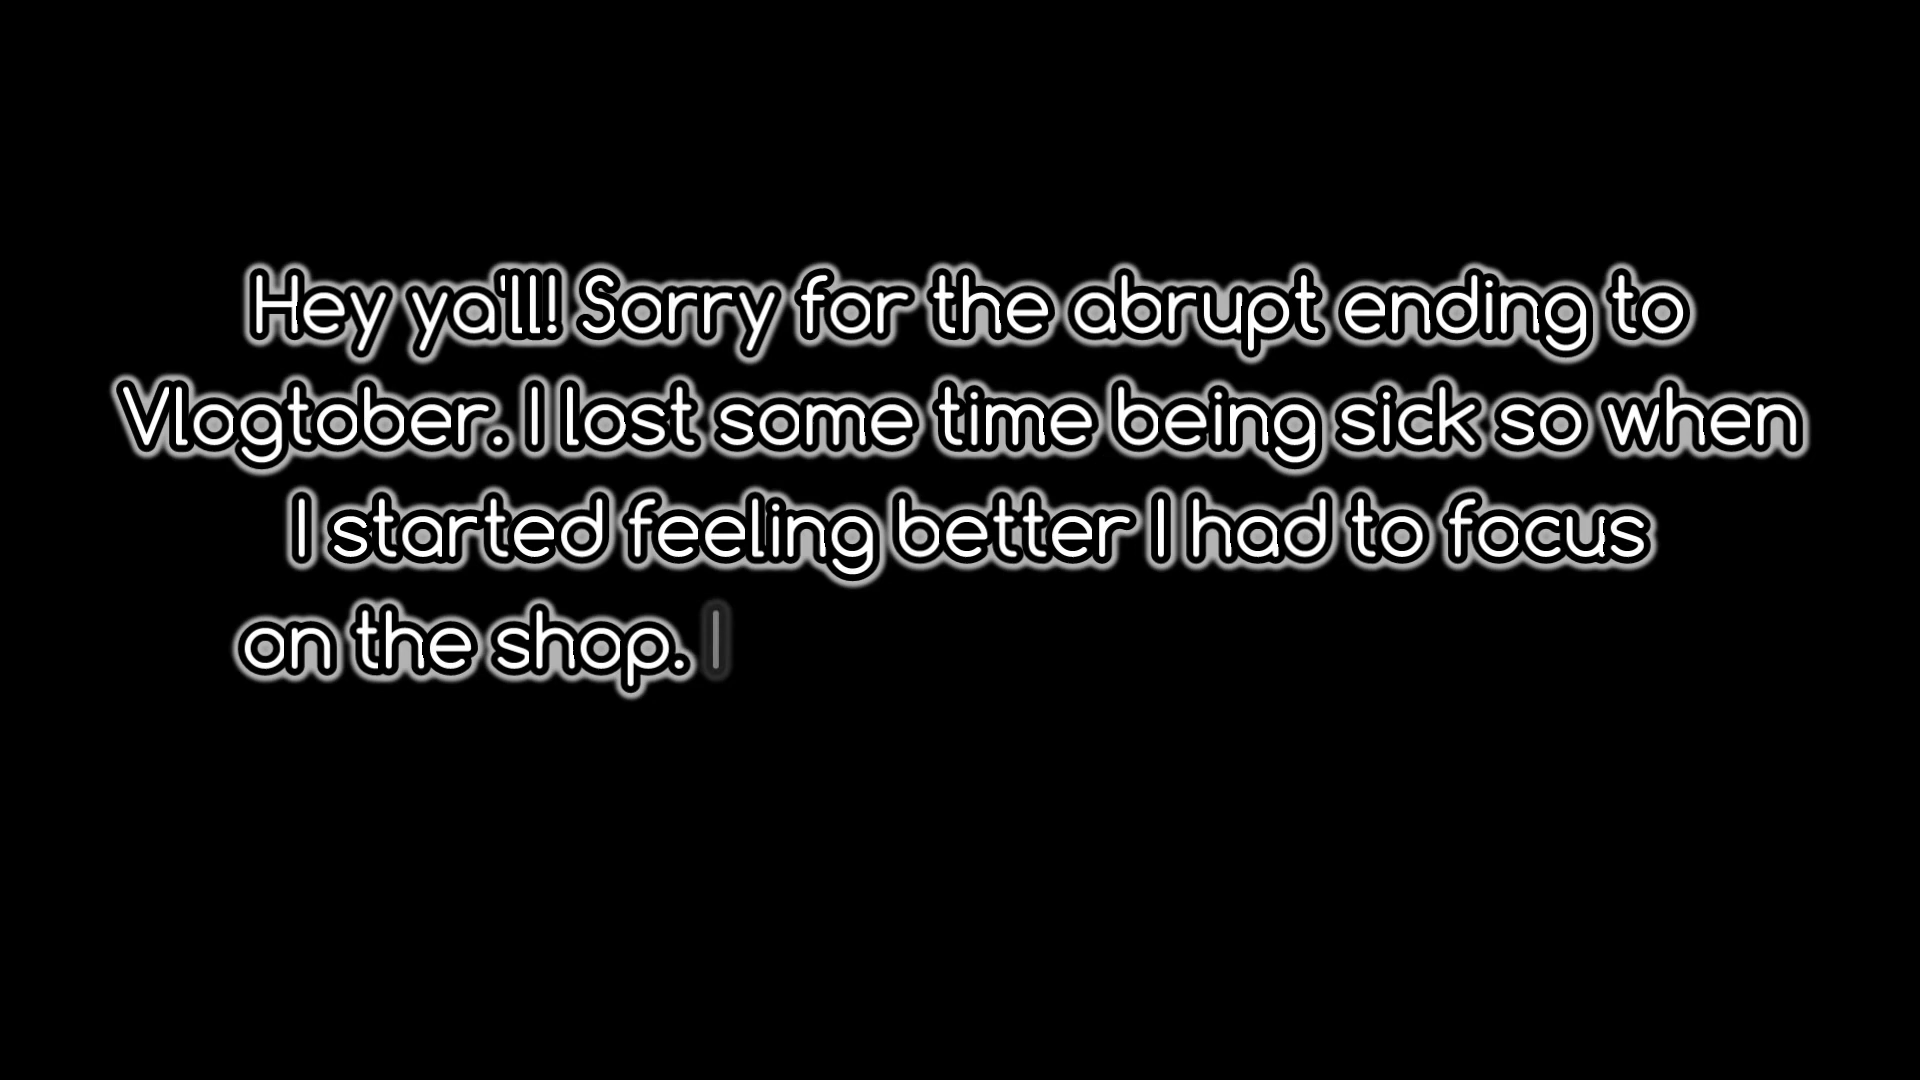 Hey ya'll! Sorry for the abrupt ending to
Vlogtober. I lost some time being sick so when
I started feeling better I had to focus
on the shop. I